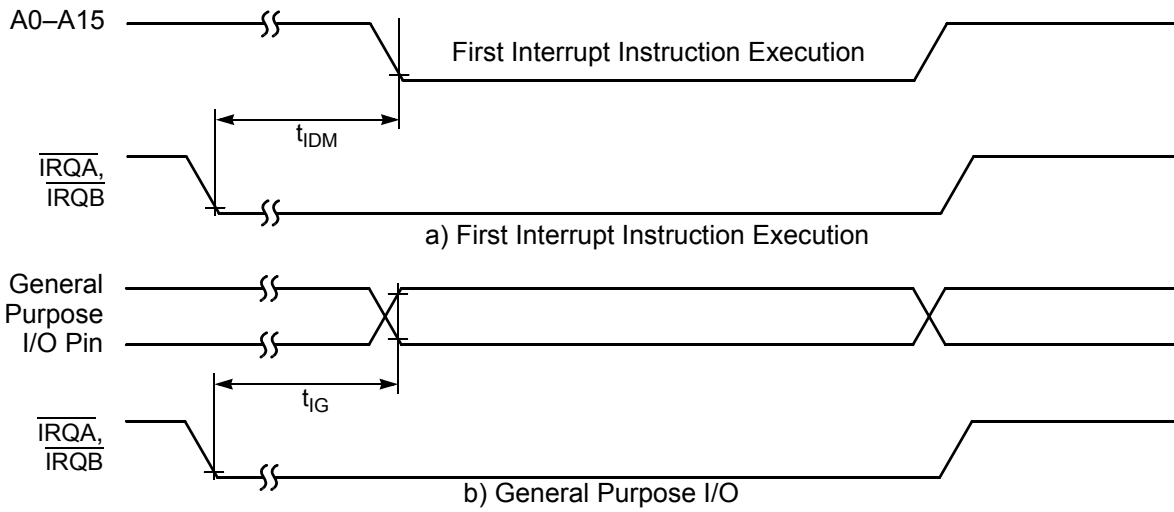 A0–A15
First Interrupt Instruction Execution
tIDM
IRQA,
IRQB
a) First Interrupt Instruction Execution
General
Purpose
I/O Pin
tIG
IRQA,
IRQB
b) General Purpose I/O